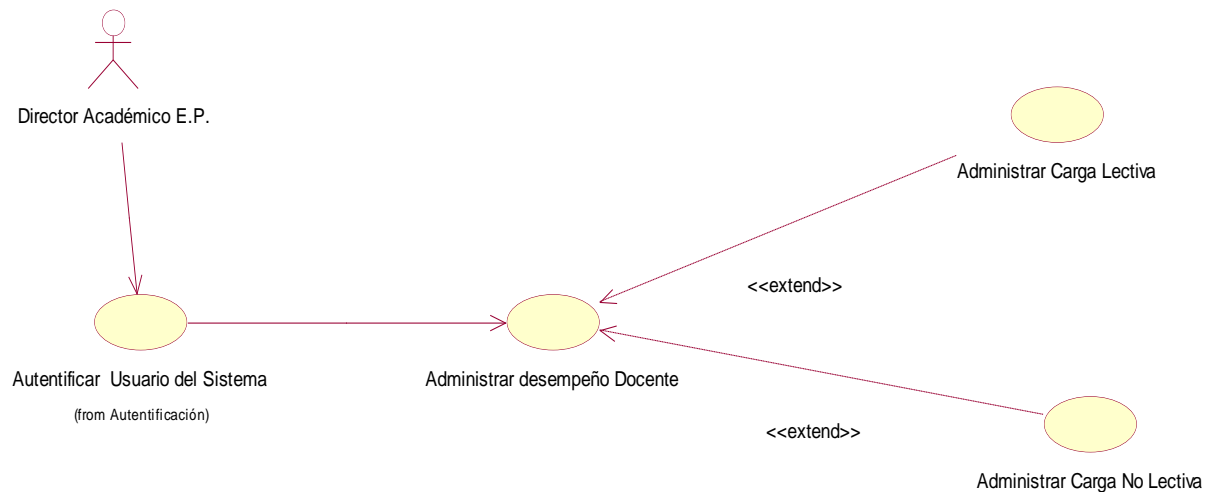 Director Académico E.P.
Administrar Carga Lectiva
<<extend>>
Autentificar Usuario del Sistema
(from Autentificación)
Administrar desempeño Docente
<<extend>>
Administrar Carga No Lectiva